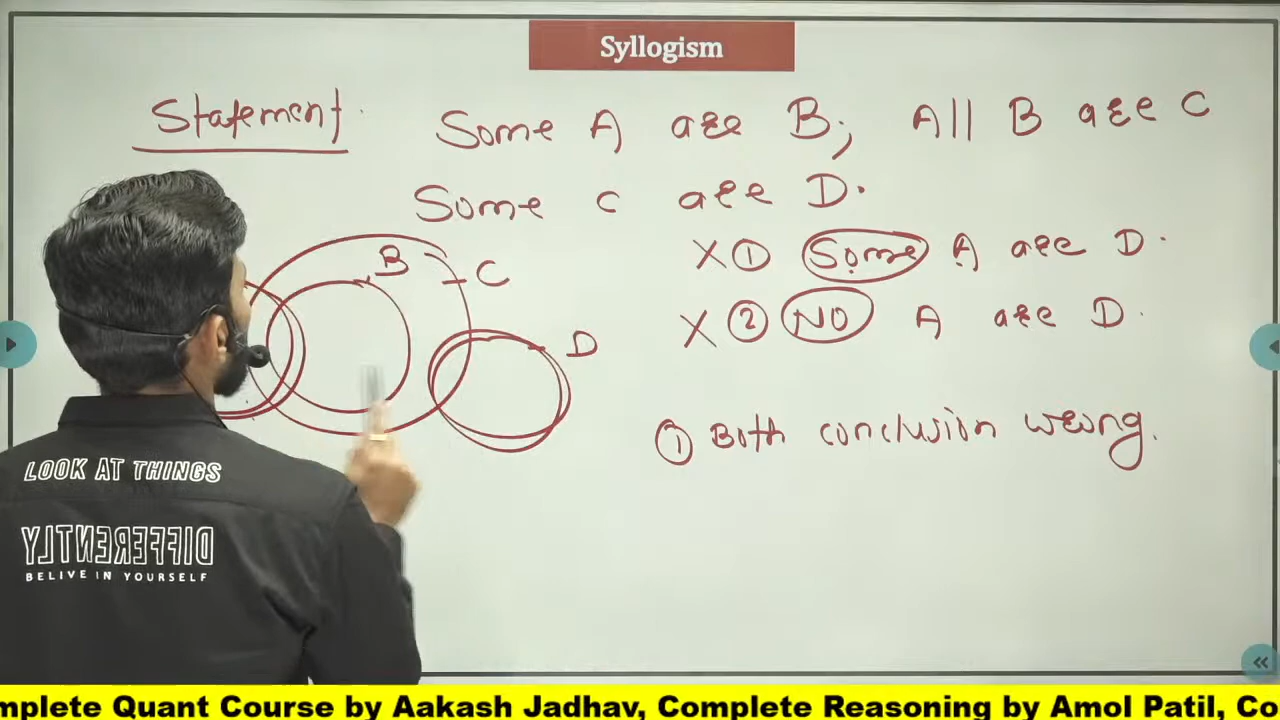 Syllogism
Statement. Some A are B; All B are C
Some C are D.
X ① Some A are D.
X ② NO A are D.
B
C
D
① Both conclusion wrong.
LOOK AT THINGS
DIFFERENTLY
BELIVE IN YOURSELF
mplete Quant Course by Aakash Jadhav, Complete Reasoning by Amol Patil, Co